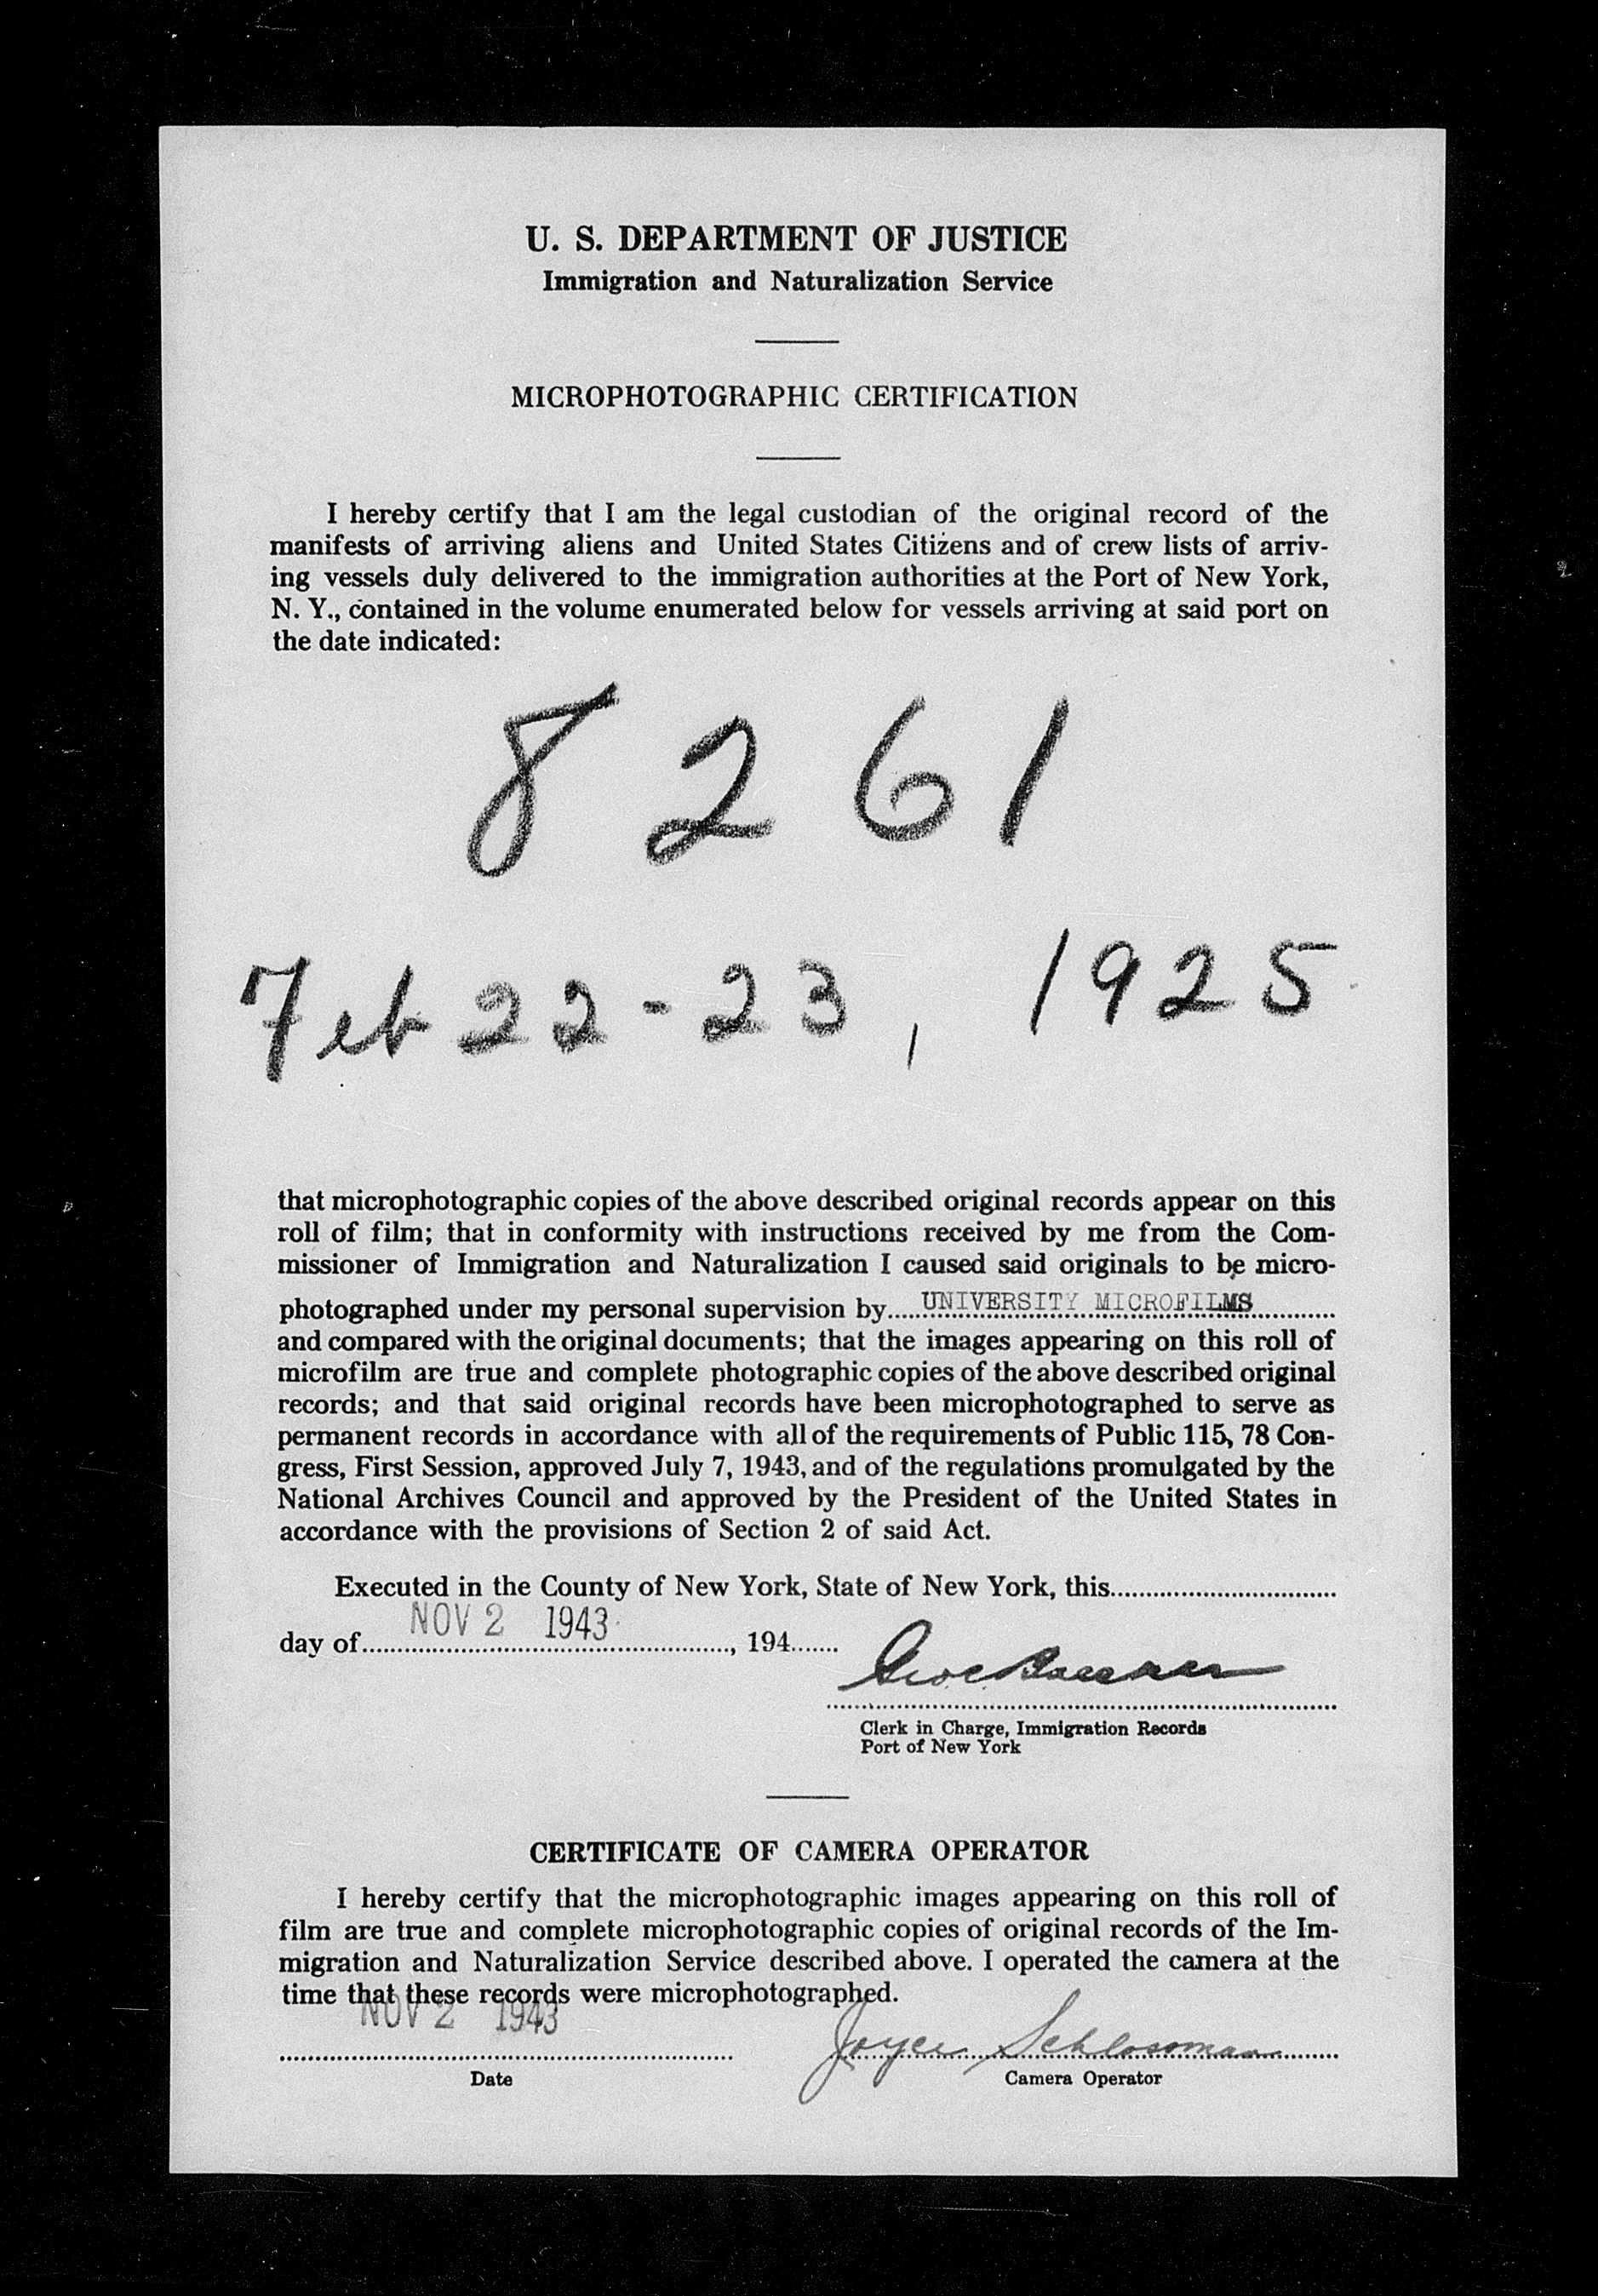 U. S. DEPARTMENT OF JUSTICE
Immigration and Naturalization Service
MICROPHOTOGRAPHIC CERTIFICATION
I hereby certify that I am the legal custodian of the original record of the
manifests of arriving aliens and United States Citizens and of crew lists of arriv-
ing vessels duly delivered to the immigration authorities at the Port of New York,
N. Y., contained in the volume enumerated below for vessels arriving at said port on
the date indicated:
8261
Feb 22-23, 1925
that microphotographic copies of the above described original records appear on this
roll of film; that in conformity with instructions received by me from the Com-
missioner of Immigration and Naturalization I caused said originals to be micro-
photographed under my personal supervision by.....UNIVERSITY MICROFILMS
and compared with the original documents; that the images appearing on this roll of
microfilm are true and complete photographic copies of the above described original
records; and that said original records have been microphotographed to serve as
permanent records in accordance with all of the requirements of Public 115, 78 Con-
gress, First Session, approved July 7, 1943, and of the regulations promulgated by the
National Archives Council and approved by the President of the United States in
accordance with the provisions of Section 2 of said Act.
Executed in the County of New York, State of New York, this
day of NOV 2 1943, 194
Clerk in Charge, Immigration Records
Port of New York
CERTIFICATE OF CAMERA OPERATOR
I hereby certify that the microphotographic images appearing on this roll of
film are true and complete microphotographic copies of original records of the Im-
migration and Naturalization Service described above. I operated the camera at the
time that these records were microphotographed.
NOV 2 1943
Joyce Schlossman
Date
Camera Operator